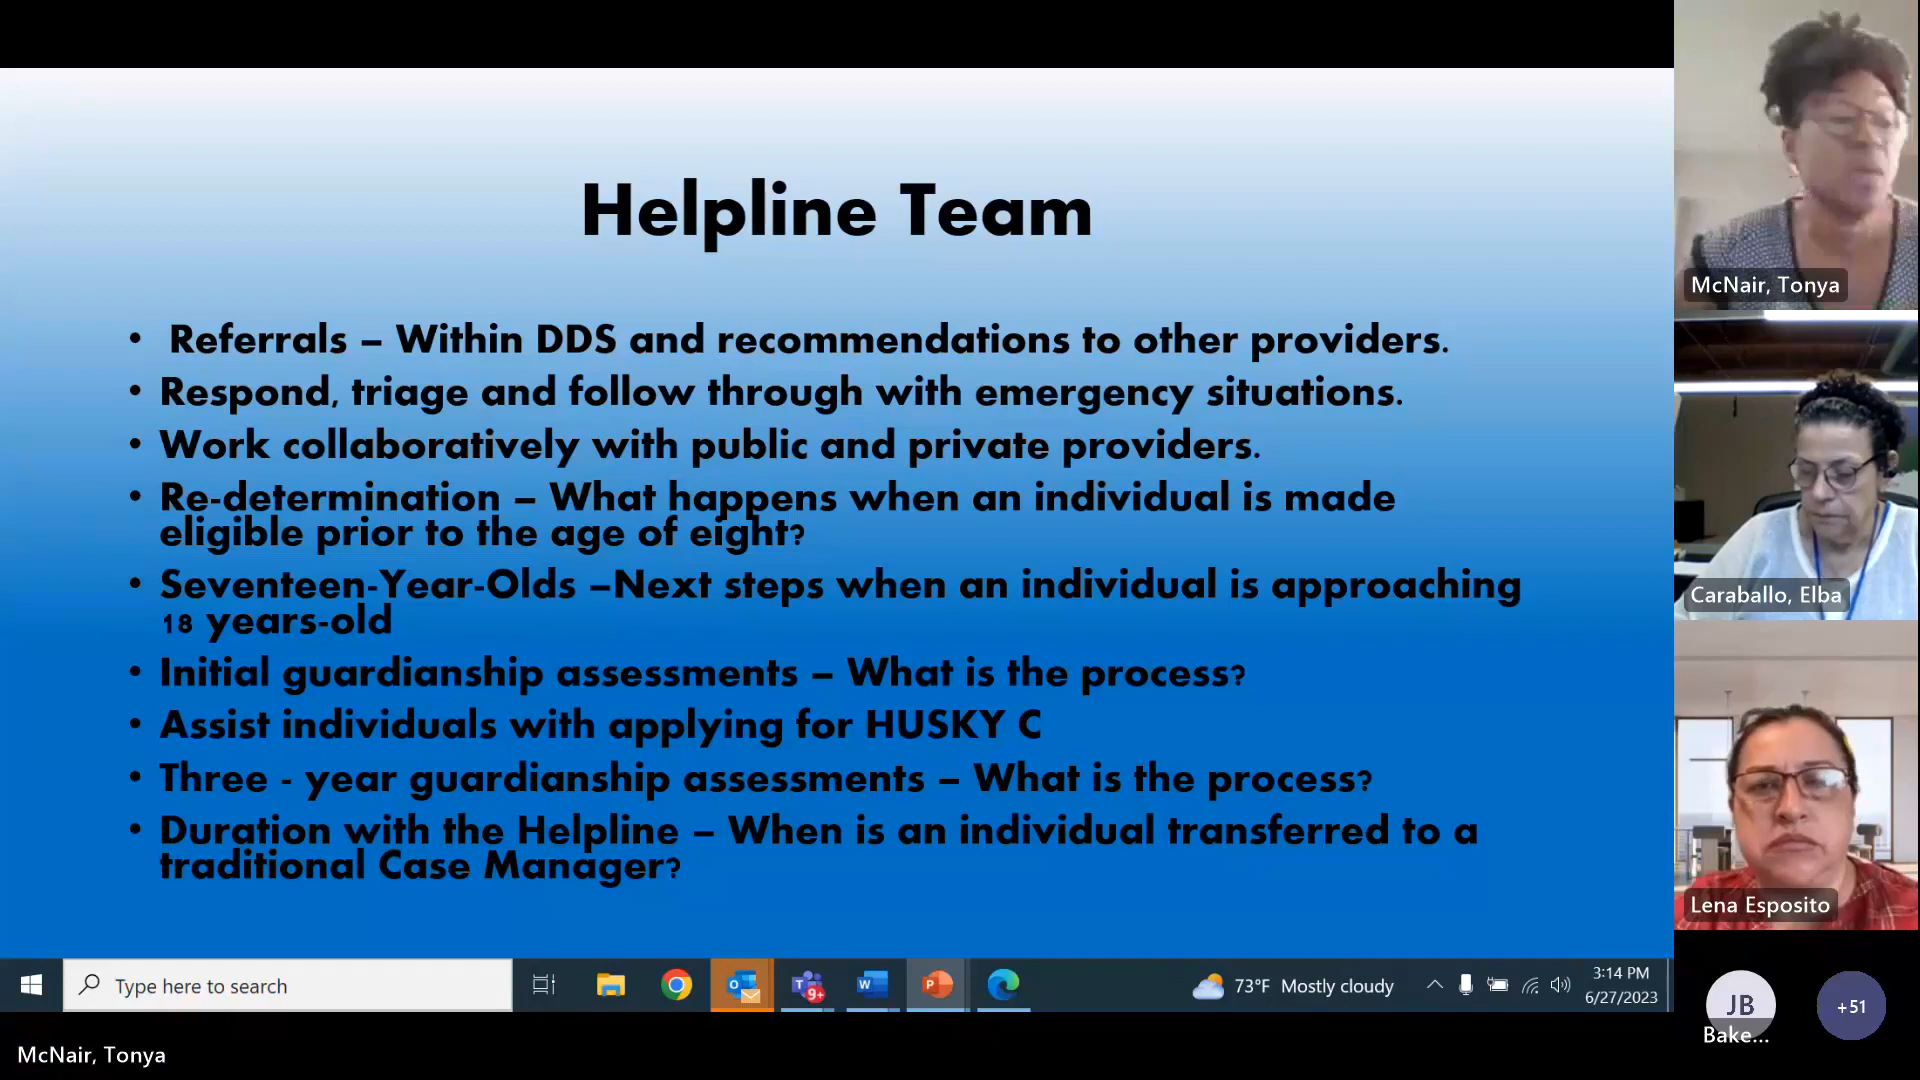 Helpline Team
• Referrals – Within DDS and recommendations to other providers.
• Respond, triage and follow through with emergency situations.
• Work collaboratively with public and private providers.
• Re-determination – What happens when an individual is made
eligible prior to the age of eight?
• Seventeen-Year-Olds –Next steps when an individual is approaching
18 years-old
• Initial guardianship assessments – What is the process?
• Assist individuals with applying for HUSKY C
• Three - year guardianship assessments – What is the process?
• Duration with the Helpline – When is an individual transferred to a
traditional Case Manager?
Type here to search
9+
73°F Mostly cloudy
3:14 PM
6/27/2023
McNair, Tonya
McNair, Tonya
Caraballo, Elba
Lena Esposito
JB
Bake...
+51